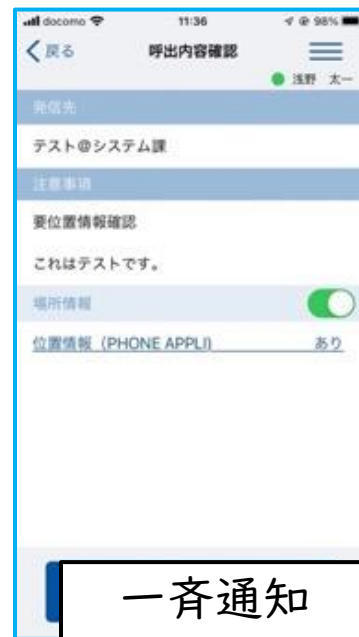 docomo 11:36 98%
戻る 呼出内容確認
浅野 太一
発信先
テスト@システム課
注意事項
要位置情報確認
これはテストです。
場所情報
位置情報（PHONE APPLI) あり
一斉通知